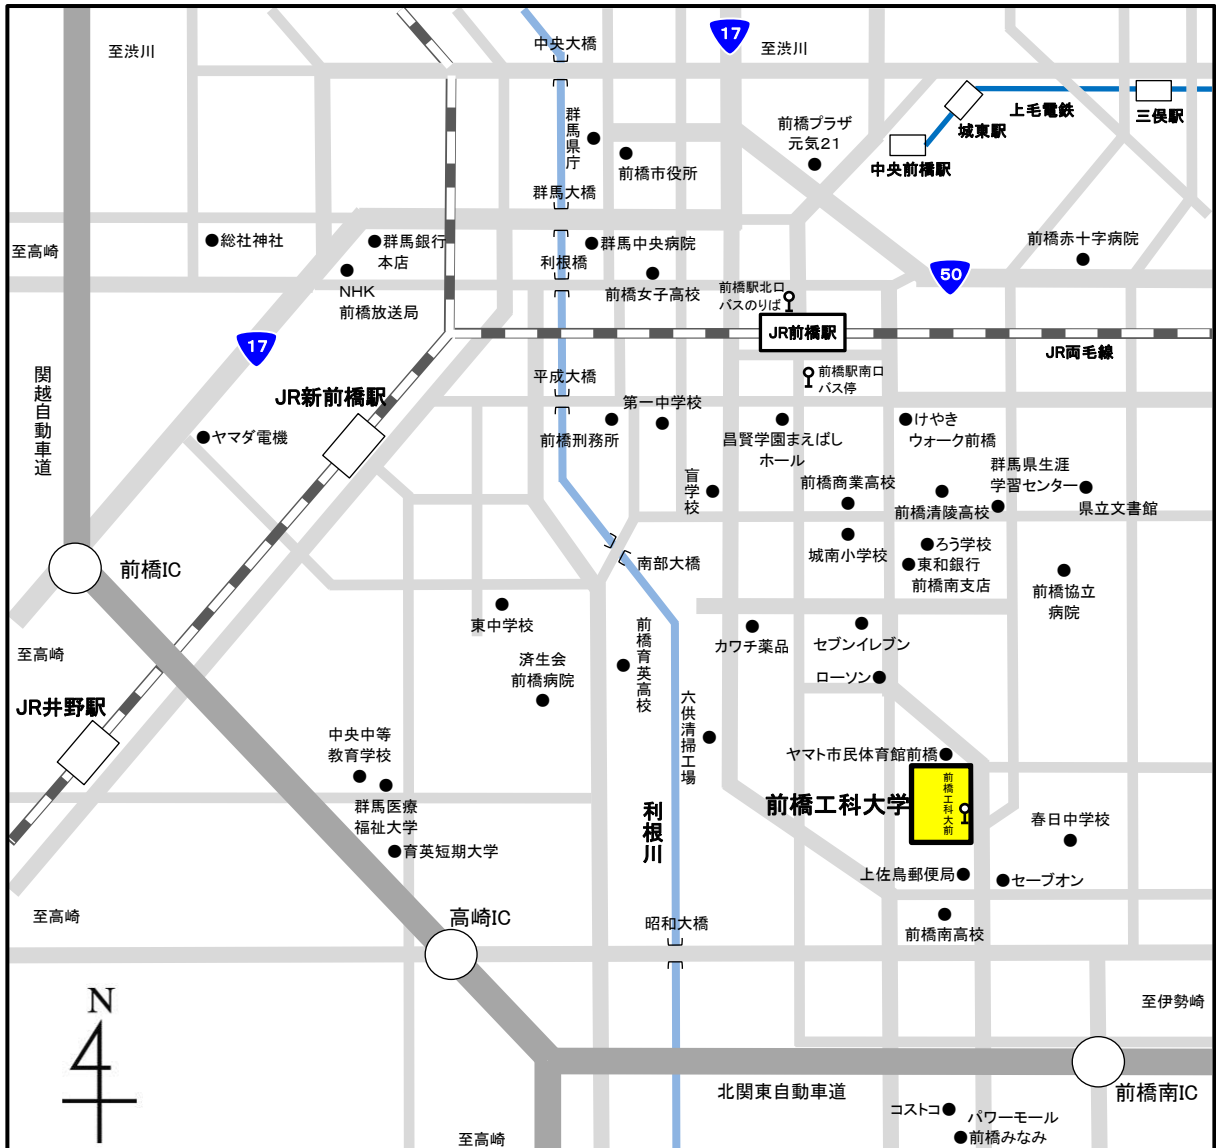 17
至渋川
中央大橋
至渋川
群馬県庁
前橋プラザ
元気21
城東駅
上毛電鉄
三俣駅
前橋市役所
中央前橋駅
群馬大橋
至高崎
総社神社
群馬銀行
本店
利根橋
群馬中央病院
前橋赤十字病院
50
NHK
前橋放送局
前橋女子高校
前橋駅北口
バスのりば
17
JR前橋駅
JR両毛線
関越自動車道
JR新前橋駅
平成大橋
前橋駅南口
バス停
第一中学校
ヤマダ電機
前橋刑務所
昌賢学園まえばし
ホール
けやき
ウォーク前橋
盲学校
前橋商業高校
群馬県生涯
学習センター
前橋清陵高校
県立文書館
前橋IC
南部大橋
城南小学校
ろう学校
東和銀行
前橋南支店
前橋協立
病院
至高崎
東中学校
済生会
前橋病院
前橋育英高校
カワチ薬品
セブンイレブン
ローソン
JR井野駅
六供清掃工場
中央中等
教育学校
ヤマト市民体育館前橋
群馬医療
福祉大学
利根川
前橋工科大学
前橋工科大前
春日中学校
育英短期大学
上佐鳥郵便局
セーブオン
至高崎
高崎IC
昭和大橋
前橋南高校
N
至伊勢崎
北関東自動車道
前橋南IC
コストコ
パワーモール
前橋みなみ
至高崎